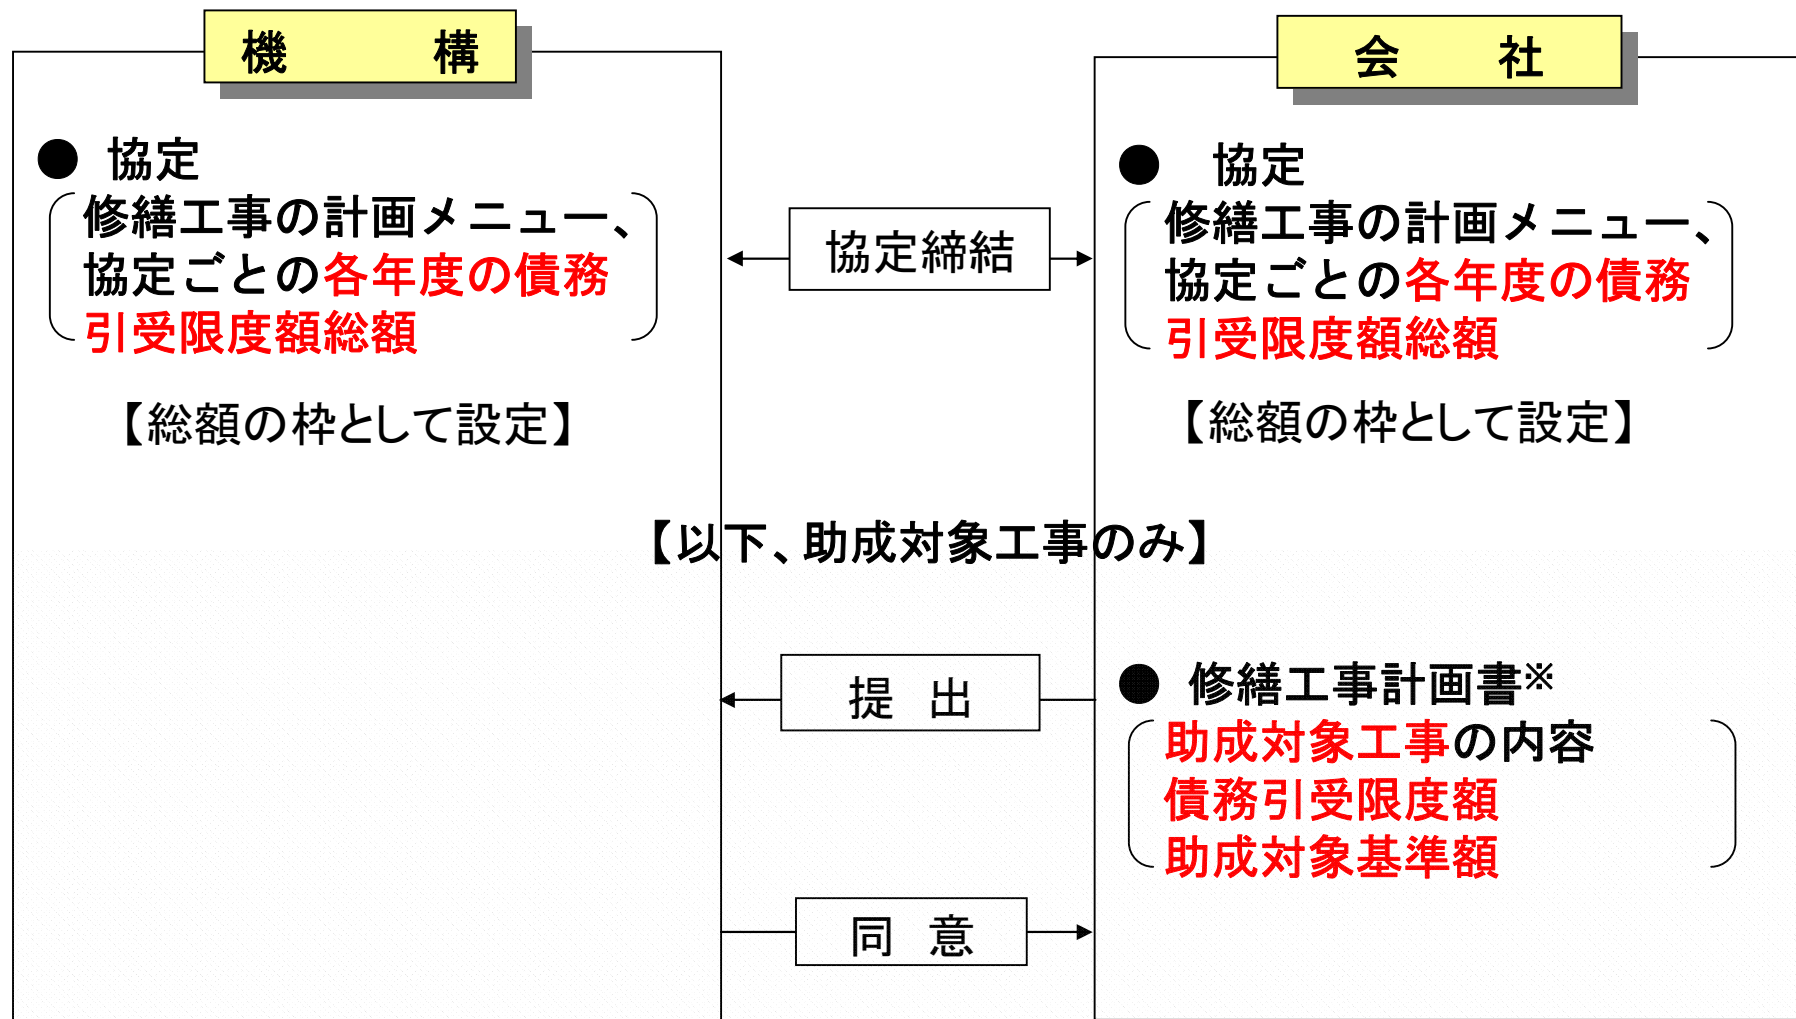 機　構
● 協定
修繕工事の計画メニュー、
協定ごとの各年度の債務
引受限度額総額
【総額の枠として設定】
協定締結
会　社
● 協定
修繕工事の計画メニュー、
協定ごとの各年度の債務
引受限度額総額
【総額の枠として設定】
【以下、助成対象工事のみ】
提 出
● 修繕工事計画書※
助成対象工事の内容
債務引受限度額
助成対象基準額
同 意